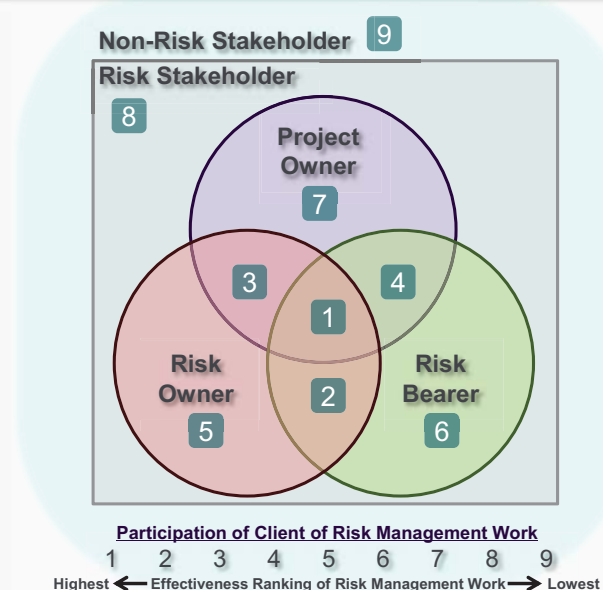 Non-Risk Stakeholder 9
Risk Stakeholder
8
Project
Owner
7
3
4
1
Risk
Owner
5
2
Risk
Bearer
6
Participation of Client of Risk Management Work
1 2 3 4 5 6 7 8 9
Highest Effectiveness Ranking of Risk Management Work Lowest